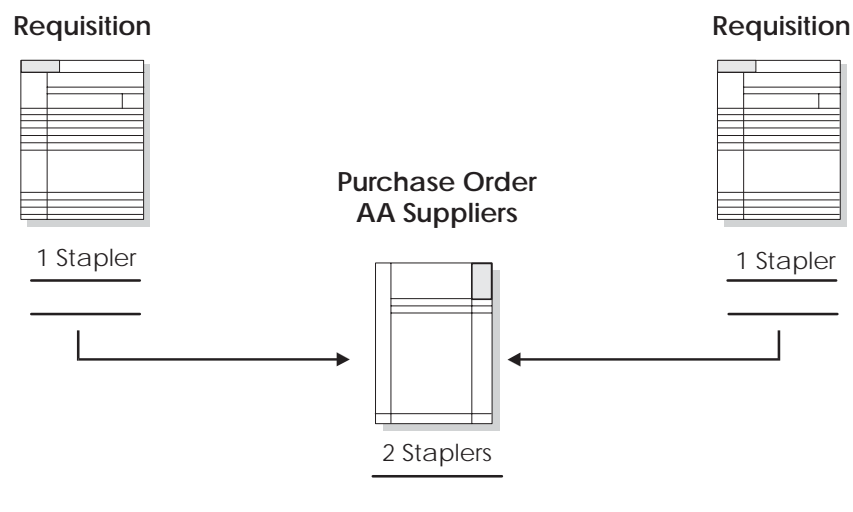 Requisition
Requisition
Purchase Order
AA Suppliers
1 Stapler
1 Stapler
2 Staplers